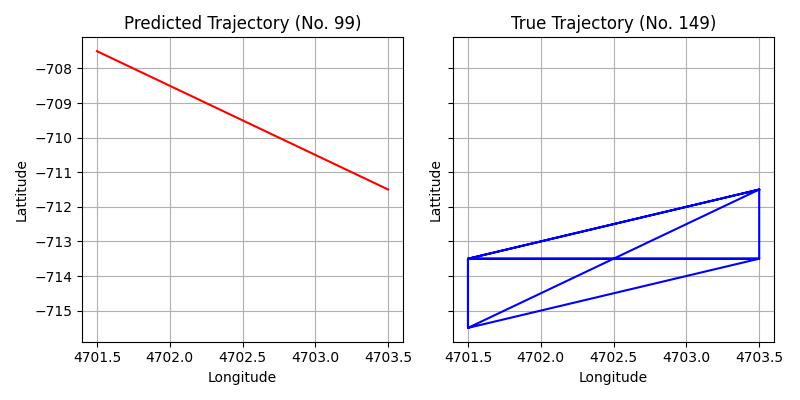 Predicted Trajectory (No. 99)
True Trajectory (No. 149)
Lattitude
−708
−709
−710
−711
−712
−713
−714
−715
4701.5 4702.0 4702.5 4703.0 4703.5
Longitude
Lattitude
4701.5 4702.0 4702.5 4703.0 4703.5
Longitude